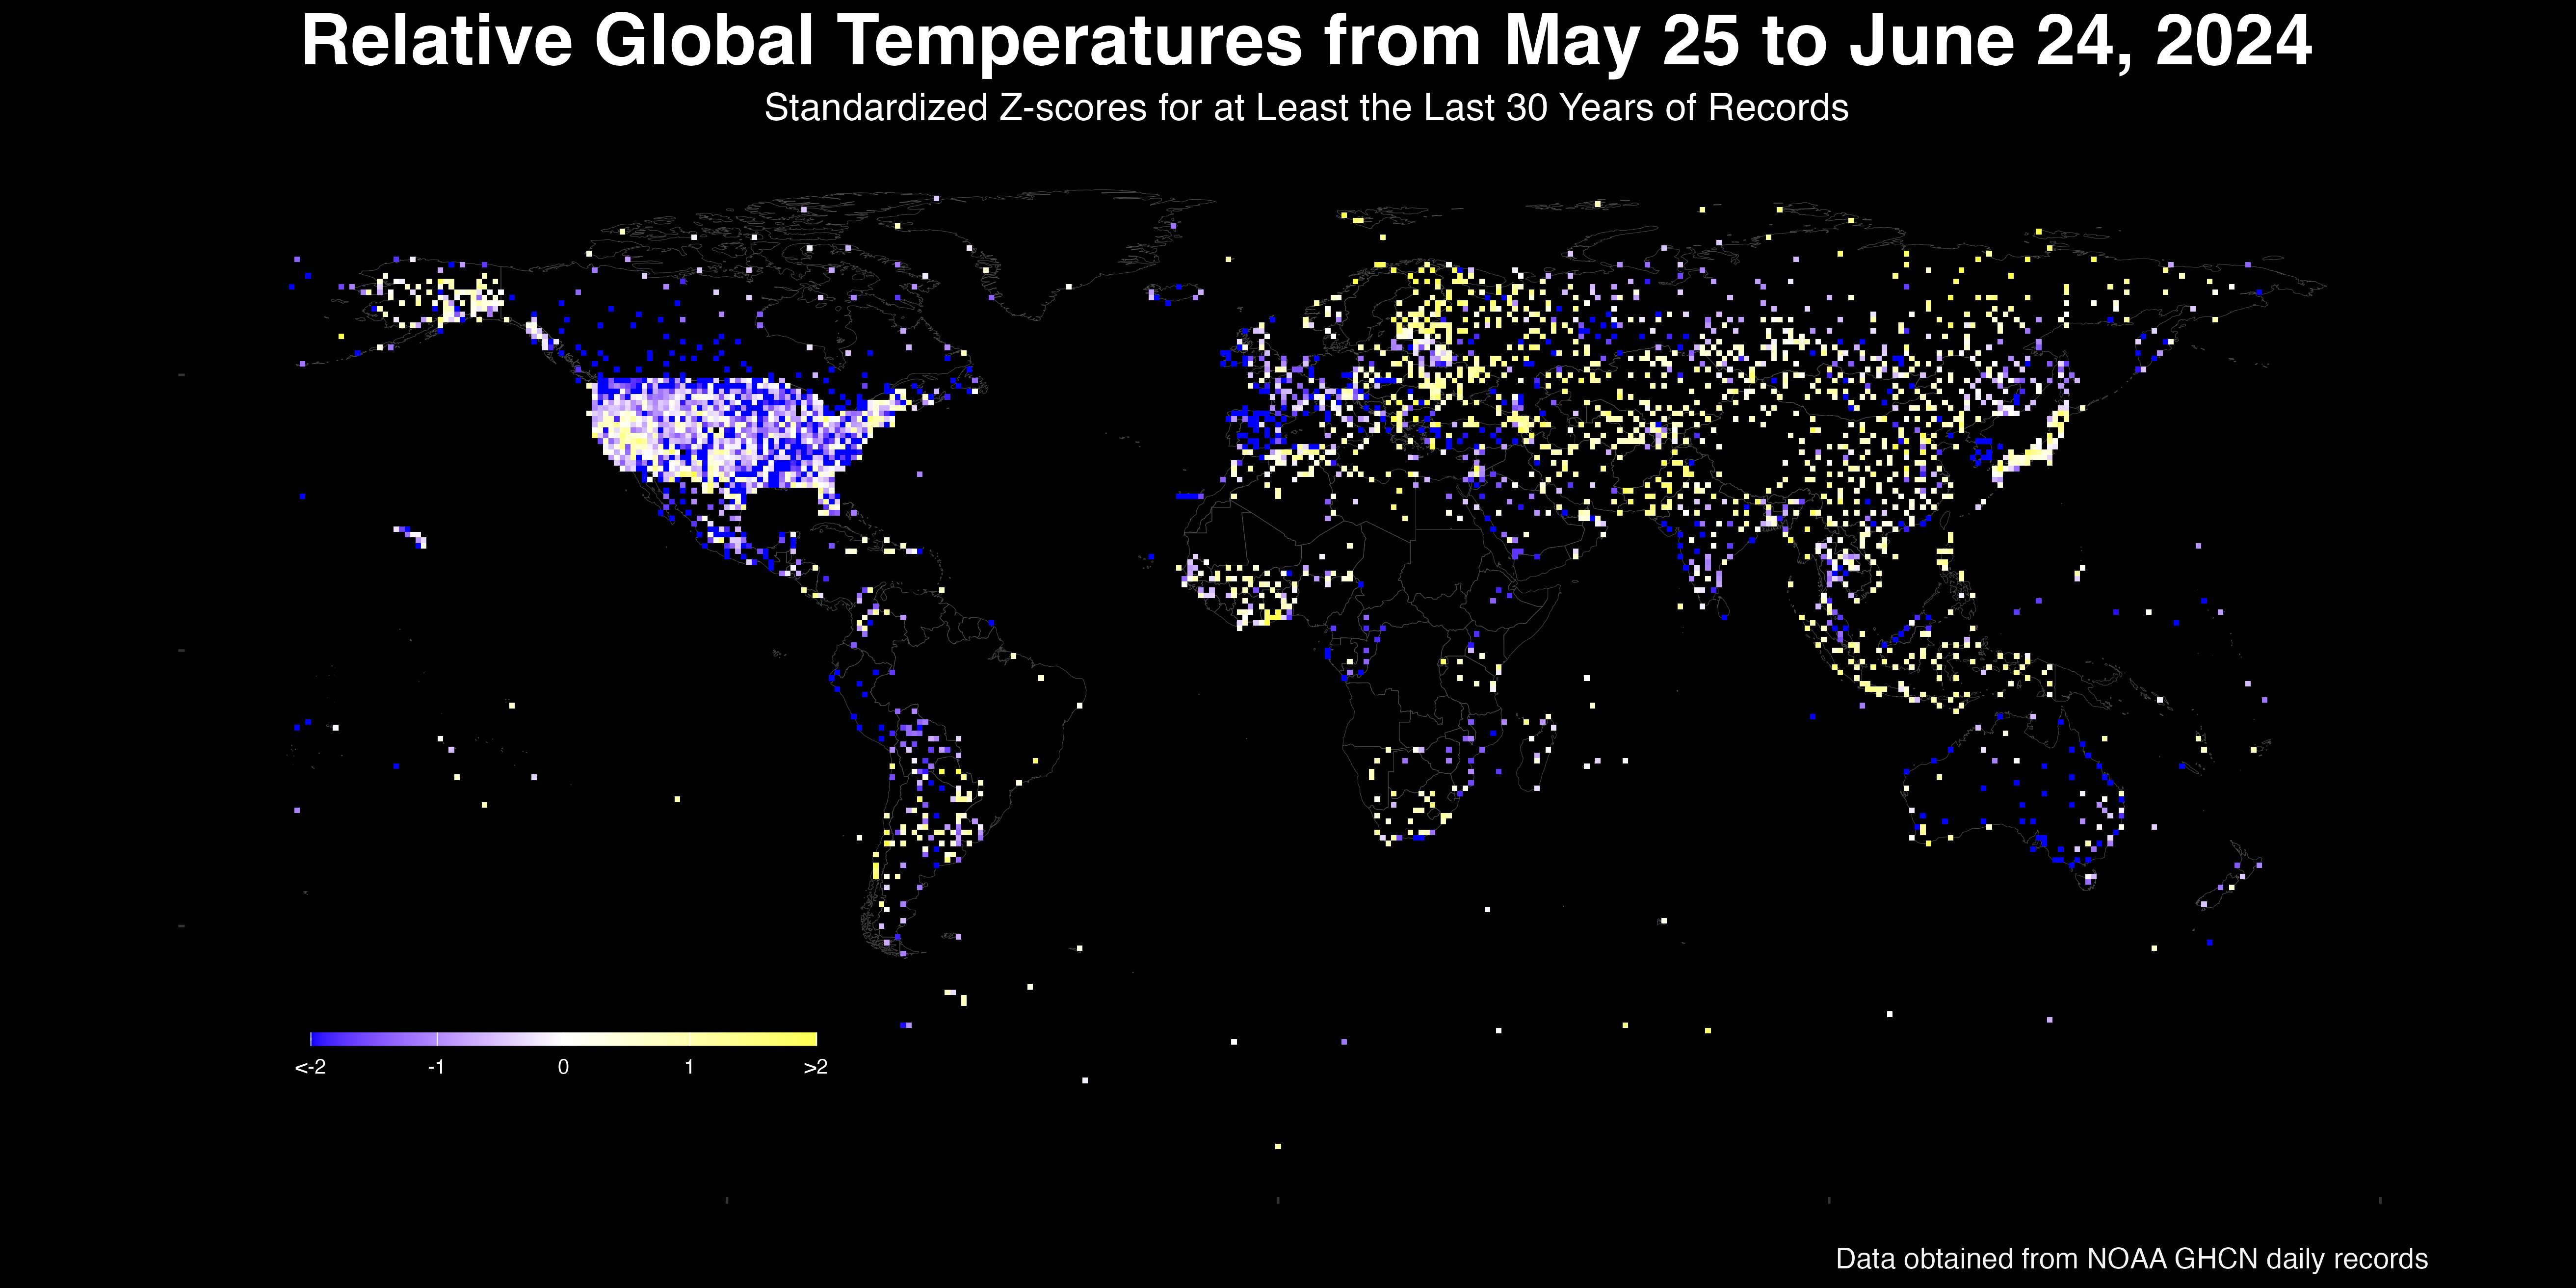 Relative Global Temperatures from May 25 to June 24, 2024
Standardized Z-scores for at Least the Last 30 Years of Records
<-2 -1 0 1 >2
Data obtained from NOAA GHCN daily records